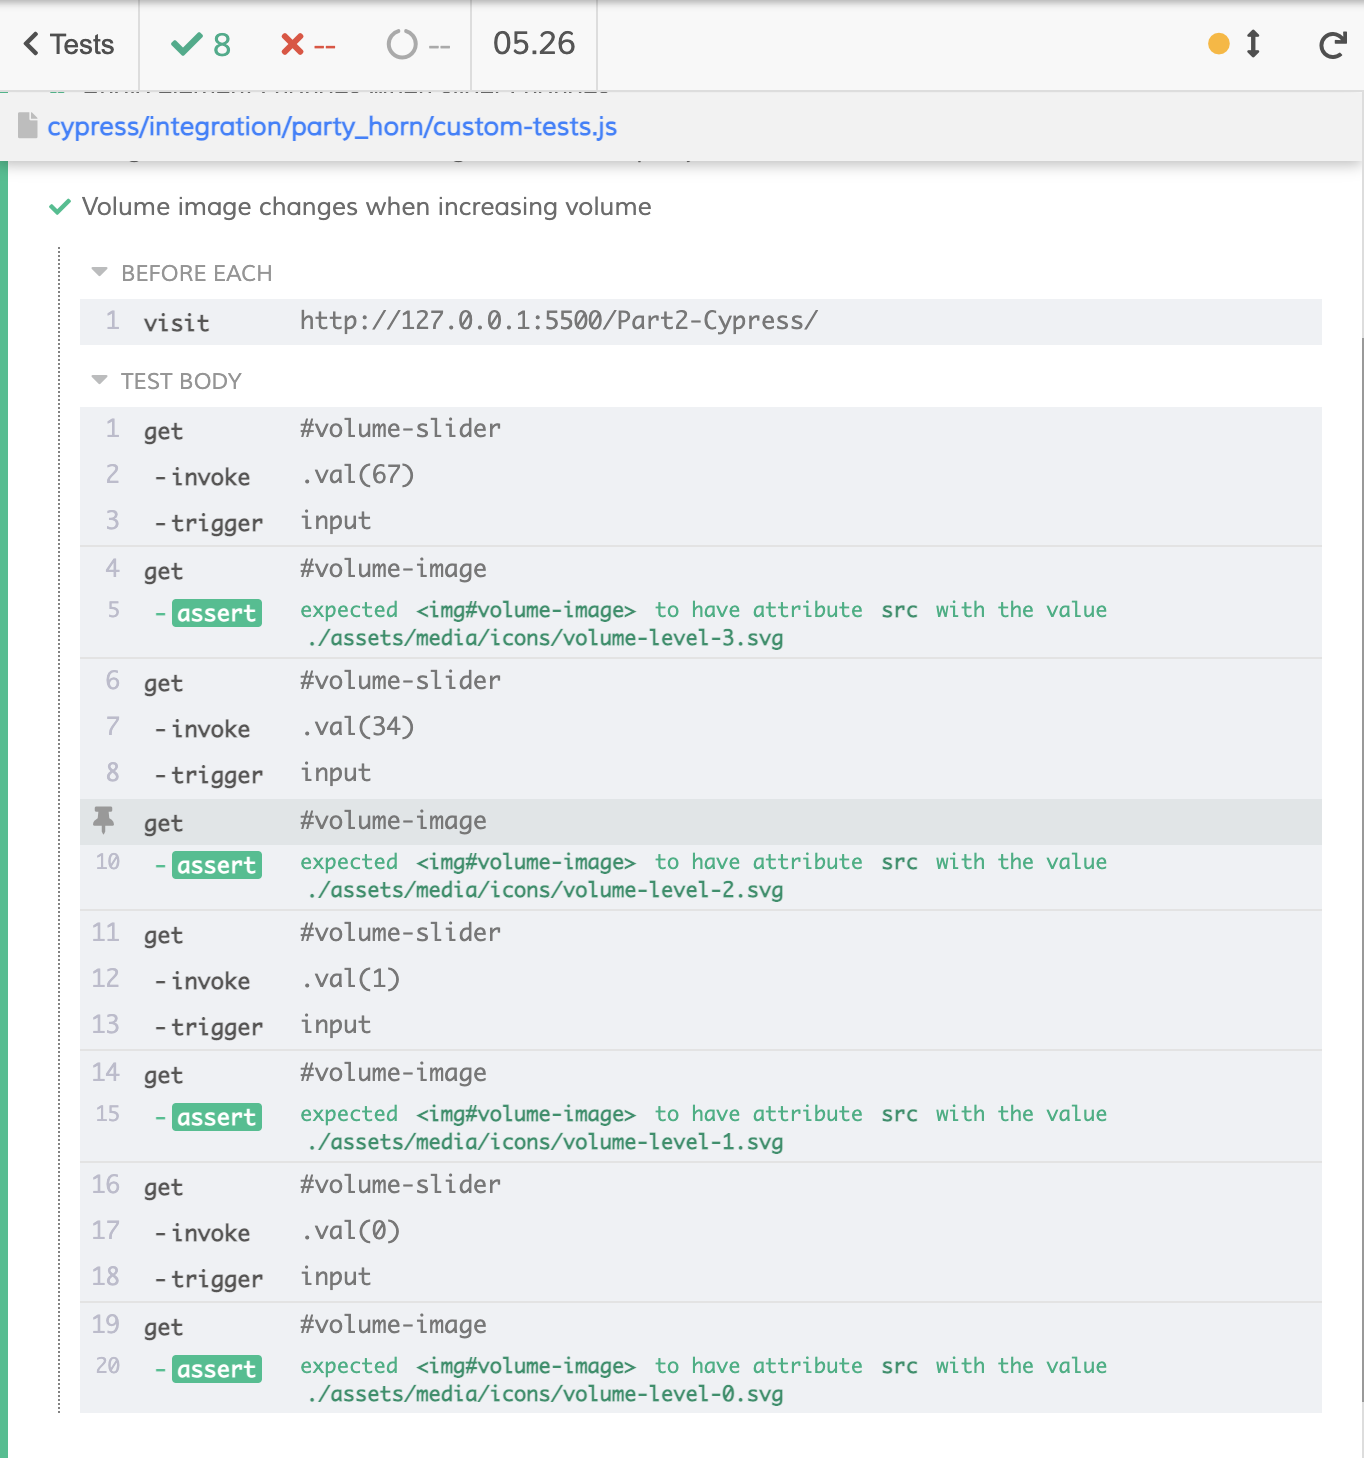 Tests 8 -- -- 05.26
cypress/integration/party_horn/custom-tests.js
Volume image changes when increasing volume
BEFORE EACH
1 visit http://127.0.0.1:5500/Part2-Cypress/
TEST BODY
1 get #volume-slider
2 -invoke .val(67)
3 -trigger input
4 get #volume-image
5 -assert expected <img#volume-image> to have attribute src with the value
./assets/media/icons/volume-level-3.svg
6 get #volume-slider
7 -invoke .val(34)
8 -trigger input
get #volume-image
10 -assert expected <img#volume-image> to have attribute src with the value
./assets/media/icons/volume-level-2.svg
11 get #volume-slider
12 -invoke .val(1)
13 -trigger input
14 get #volume-image
15 -assert expected <img#volume-image> to have attribute src with the value
./assets/media/icons/volume-level-1.svg
16 get #volume-slider
17 -invoke .val(0)
18 -trigger input
19 get #volume-image
20 -assert expected <img#volume-image> to have attribute src with the value
./assets/media/icons/volume-level-0.svg